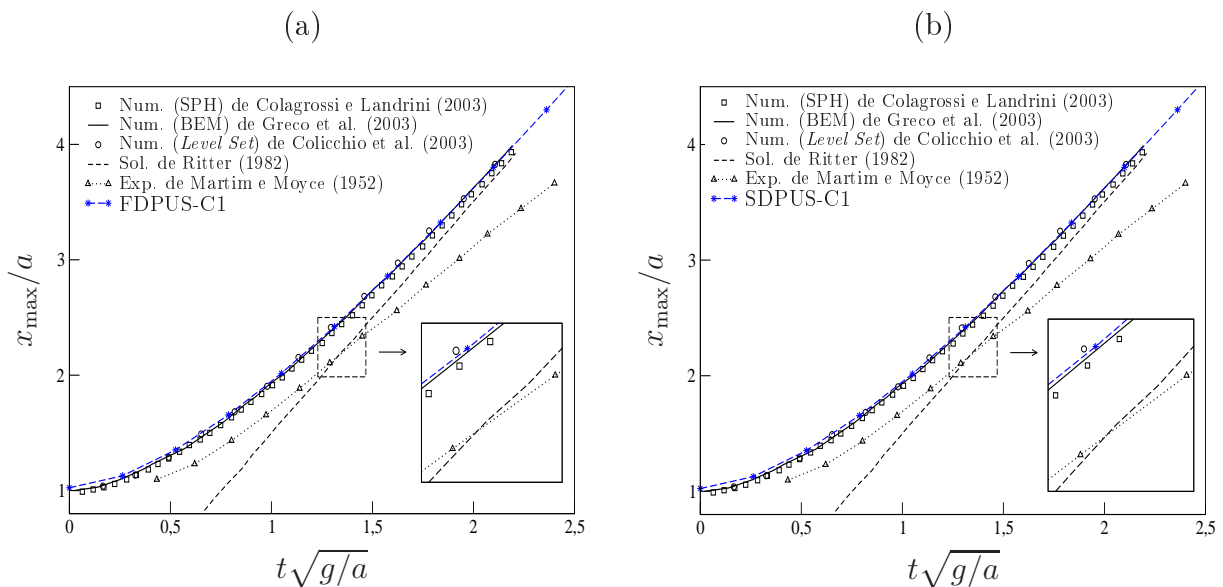 (a)
Num. (SPH) de Colagrossi e Landrini (2003)
Num. (BEM) de Greco et al. (2003)
Num. (Level Set) de Colicchio et al. (2003)
Sol. de Ritter (1982)
Exp. de Martim e Moyce (1952)
FDPUS-C1
4
3
2
1
x_max/a
0
0,5
1
1,5
2
2,5
t√g/a
(b)
Num. (SPH) de Colagrossi e Landrini (2003)
Num. (BEM) de Greco et al. (2003)
Num. (Level Set) de Colicchio et al. (2003)
Sol. de Ritter (1982)
Exp. de Martim e Moyce (1952)
SDPUS-C1
4
3
2
1
x_max/a
0
0,5
1
1,5
2
2,5
t√g/a